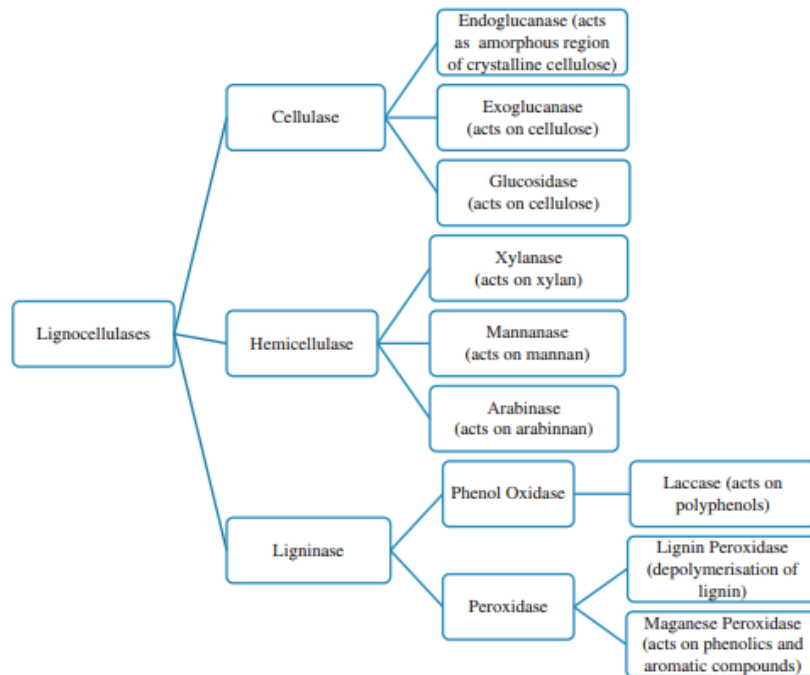 Endoglucanase (acts
as amorphous region
of crystalline cellulose)
Cellulase
Exoglucanase
(acts on cellulose)
Glucosidase
(acts on cellulose)
Xylanase
(acts on xylan)
Lignocellulases
Hemicellulase
Mannanase
(acts on mannan)
Arabinase
(acts on arabinnan)
Phenol Oxidase
Laccase (acts on
polyphenols)
Ligninase
Lignin Peroxidase
(depolymerisation of
lignin)
Peroxidase
Maganese Peroxidase
(acts on phenolics and
aromatic compounds)